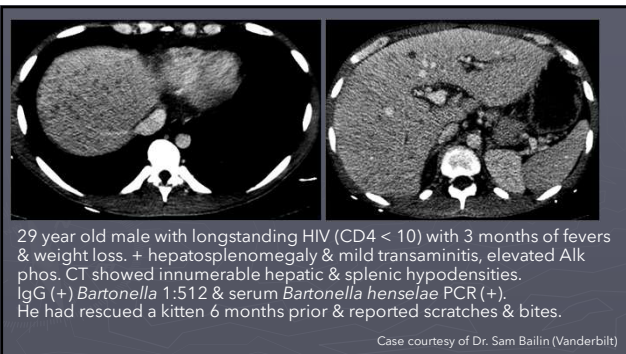 29 year old male with longstanding HIV (CD4 < 10) with 3 months of fevers
& weight loss. + hepatosplenomegaly & mild transaminitis, elevated Alk
phos. CT showed innumerable hepatic & splenic hypodensities.
IgG (+) Bartonella 1:512 & serum Bartonella henselae PCR (+).
He had rescued a kitten 6 months prior & reported scratches & bites.
Case courtesy of Dr. Sam Bailin (Vanderbilt)